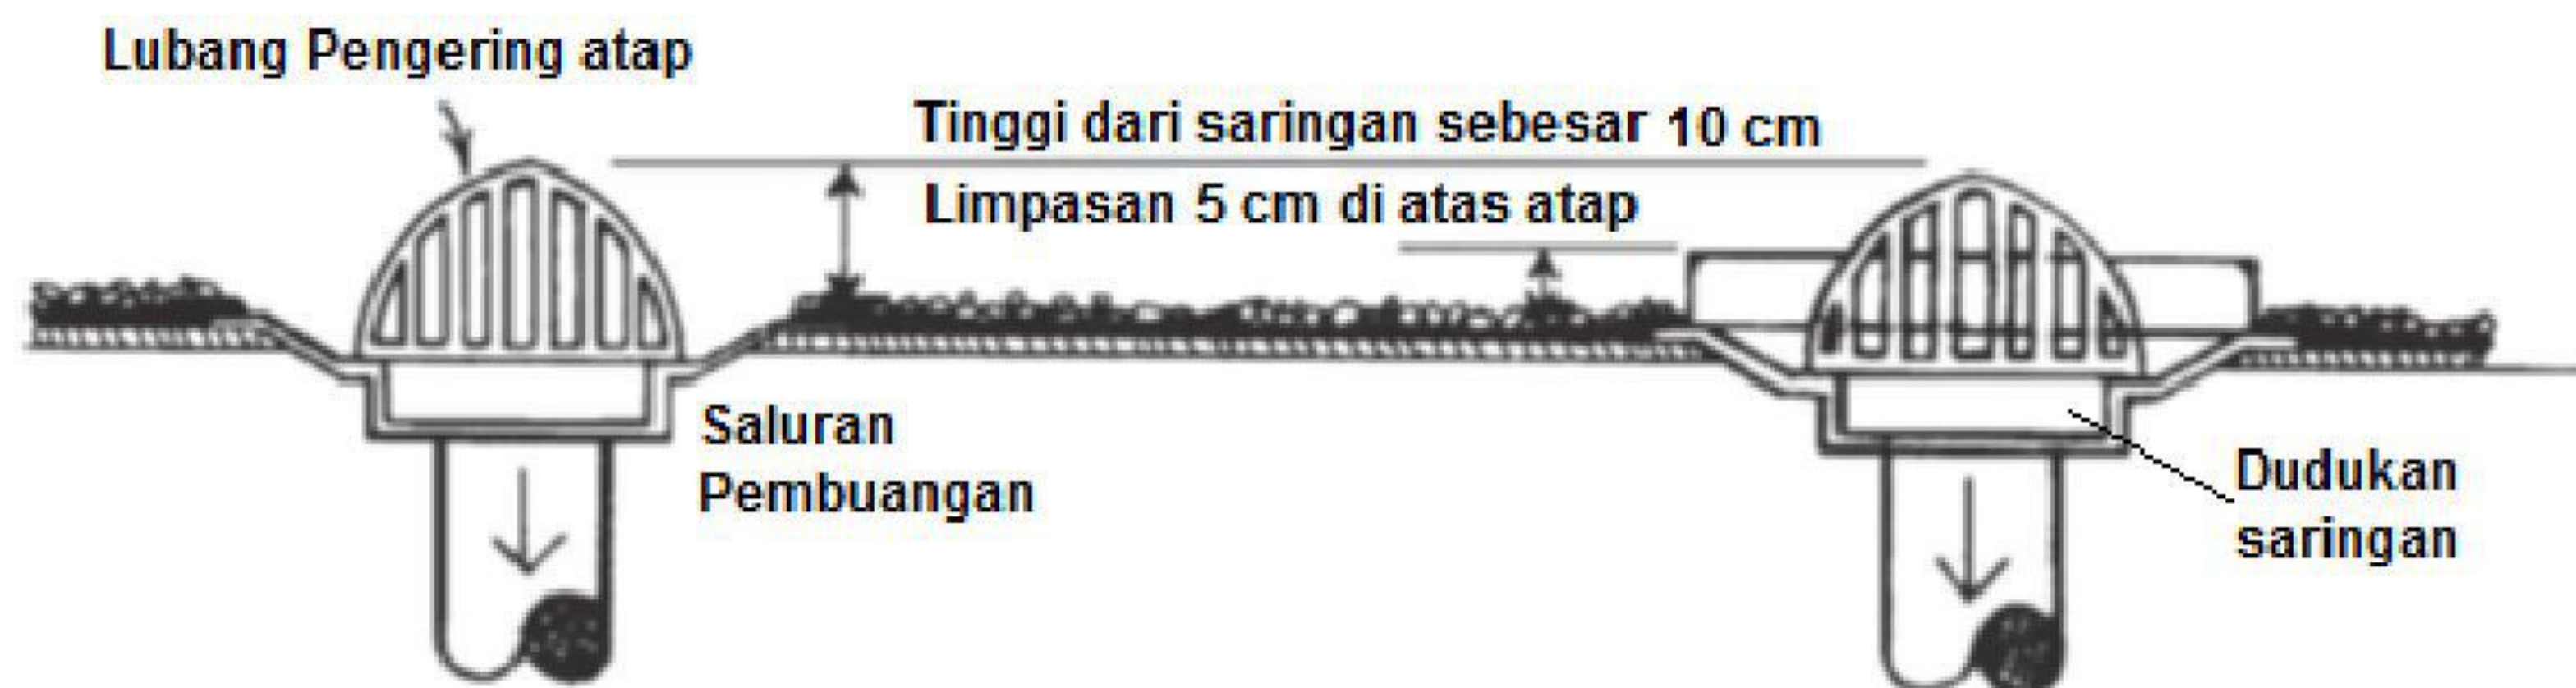 Lubang Pengering atap
Tinggi dari saringan sebesar 10 cm
Limpasan 5 cm di atas atap
Saluran
Pembuangan
Dudukan
saringan